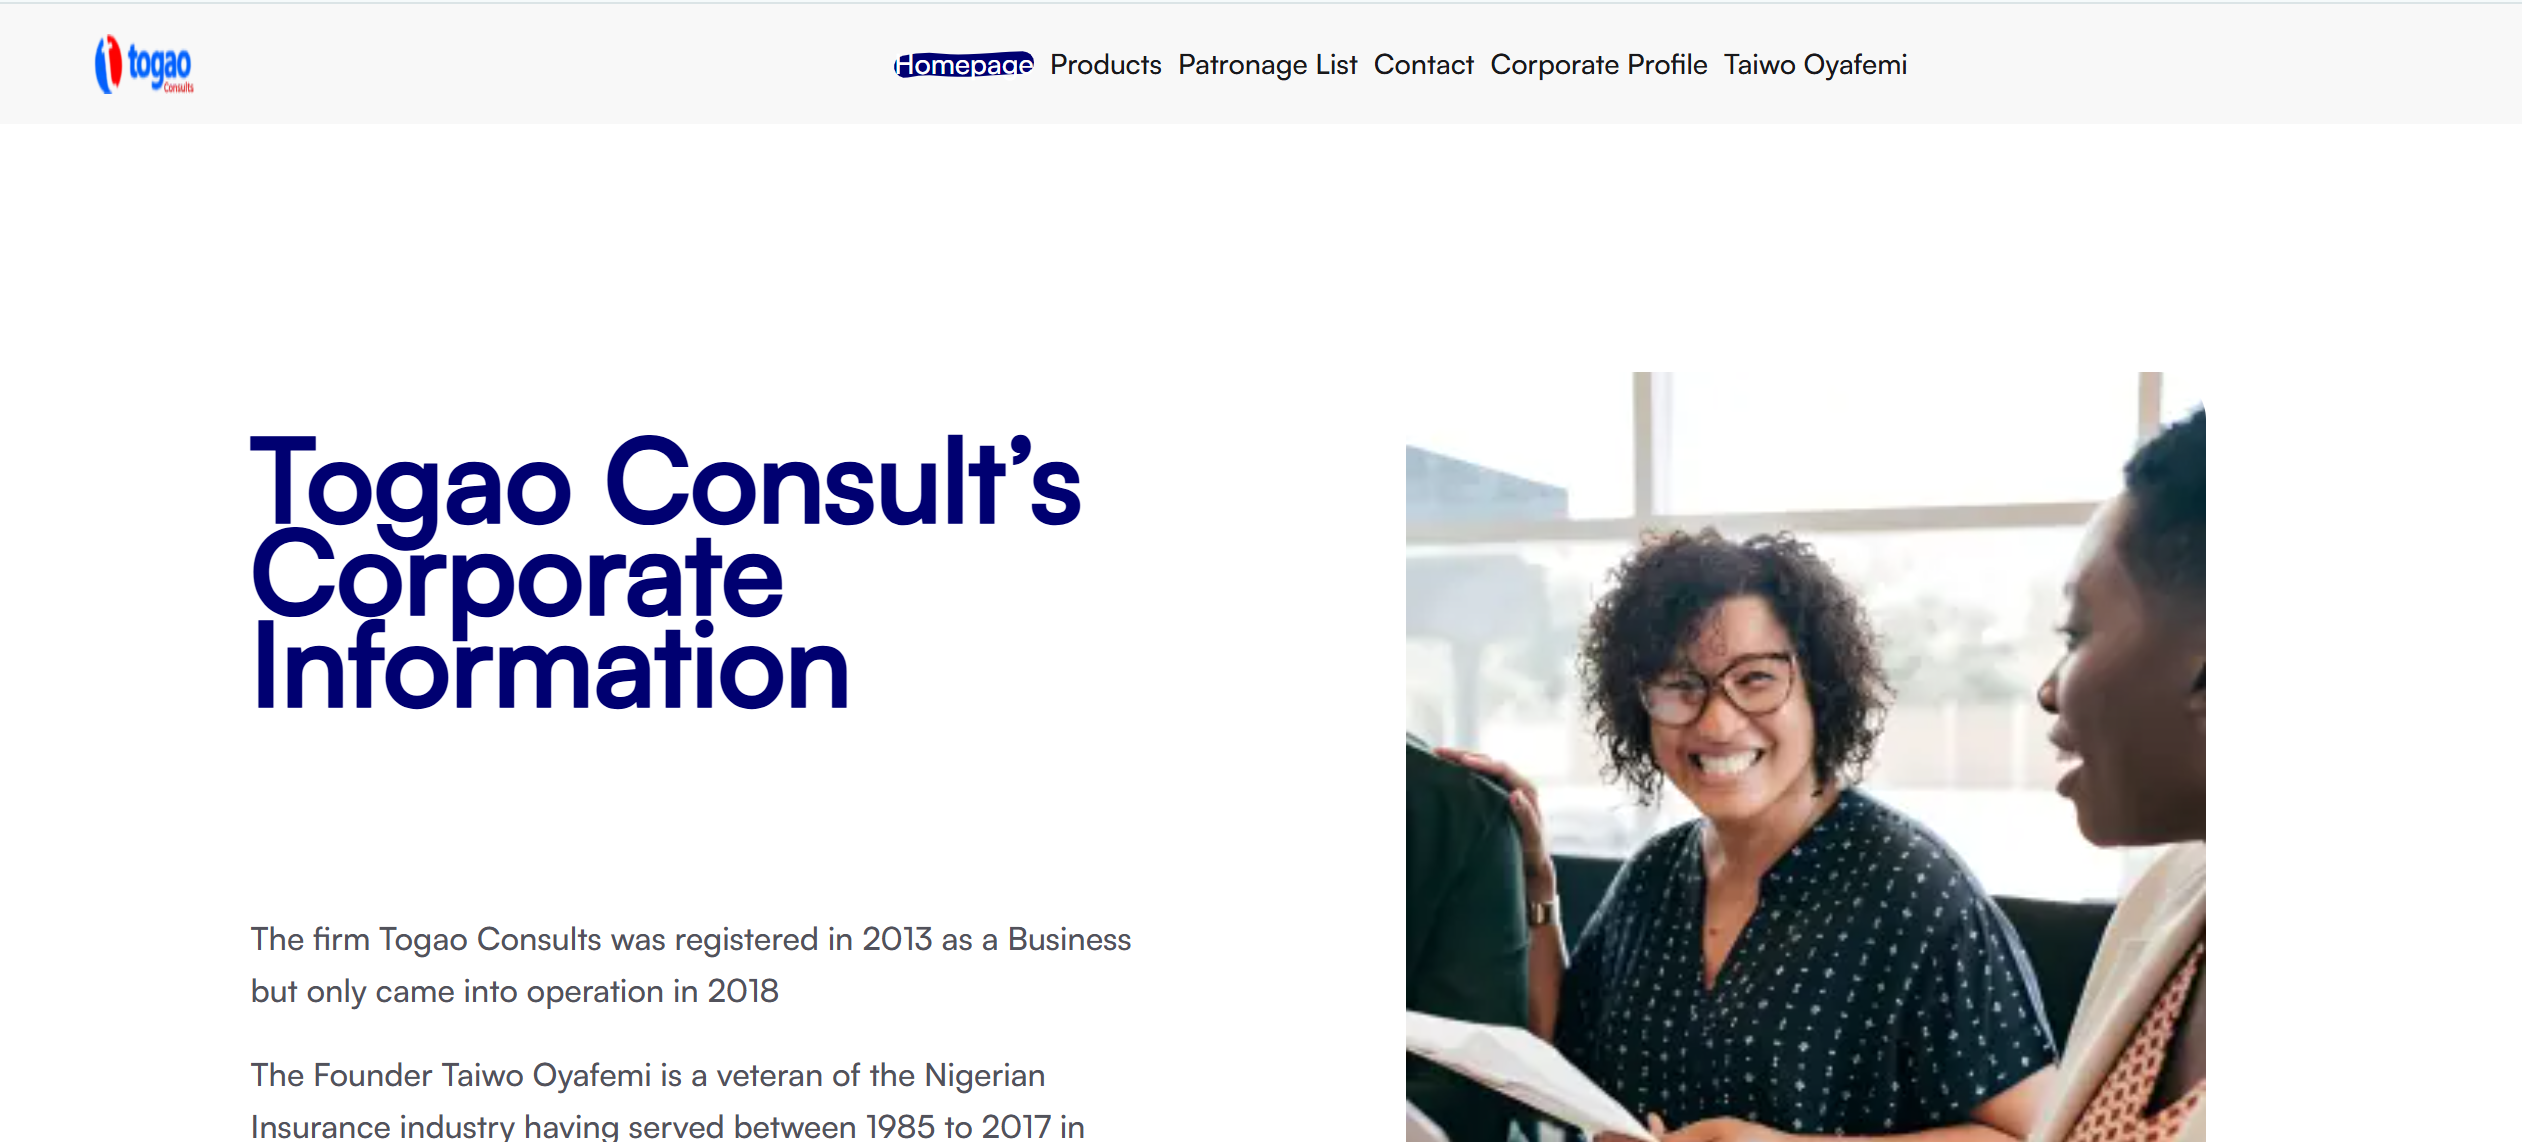 togao
Consults
Homepage Products Patronage List Contact Corporate Profile Taiwo Oyafemi
Togao Consult’s
Corporate
Information
The firm Togao Consults was registered in 2013 as a Business
but only came into operation in 2018
The Founder Taiwo Oyafemi is a veteran of the Nigerian
Insurance industry having served between 1985 to 2017 in